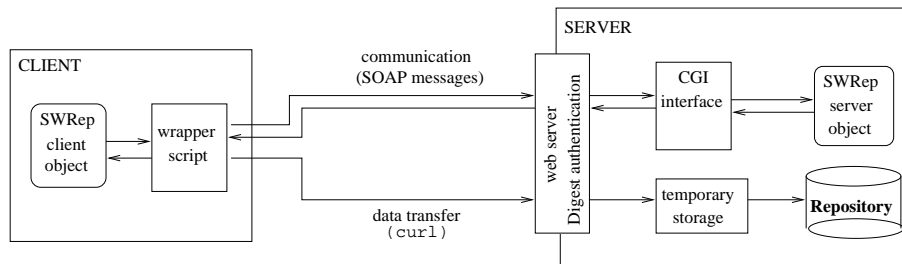 SERVER
CLIENT
communication
(SOAP messages)
SWRep
client
object
wrapper
script
web server
Digest authentication
CGI
interface
SWRep
server
object
data transfer
(curl)
temporary
storage
Repository